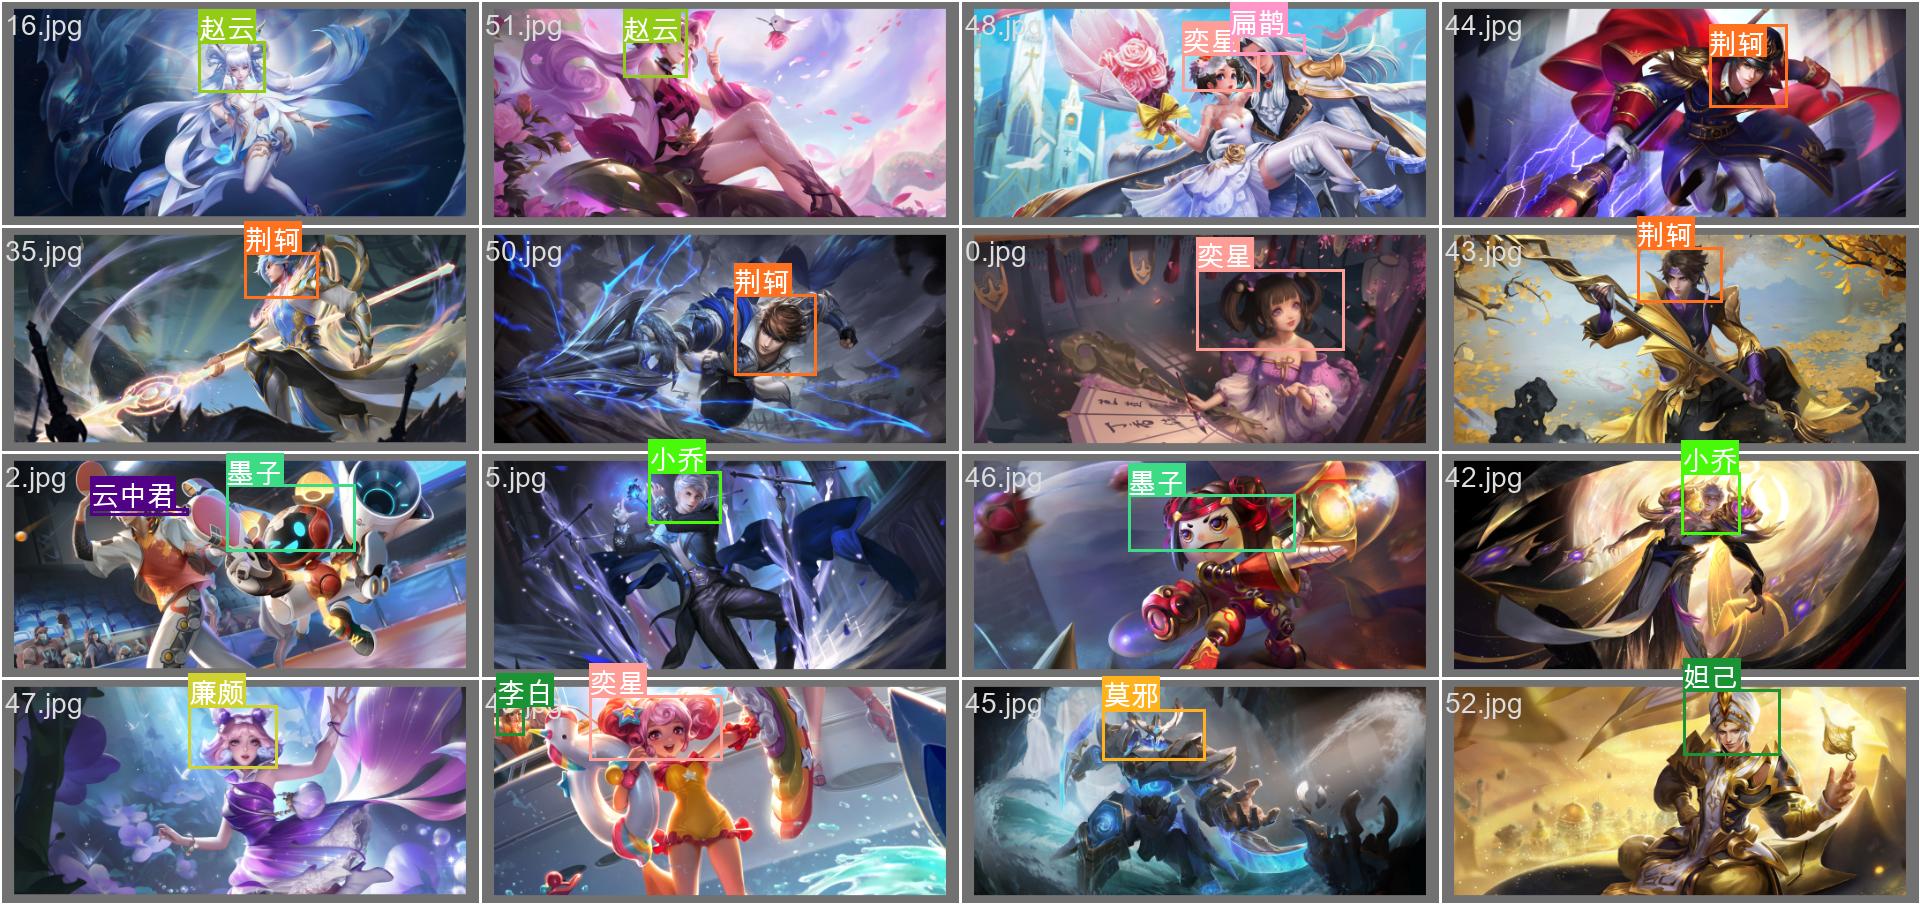 16.jpg
赵云
51.jpg
赵云
48.jpg
奕星
扁鹊
44.jpg
荆轲
35.jpg
荆轲
50.jpg
荆轲
0.jpg
奕星
43.jpg
荆轲
2.jpg
云中君
墨子
5.jpg
小乔
46.jpg
墨子
42.jpg
小乔
47.jpg
廉颇
李白
奕星
45.jpg
莫邪
52.jpg
妲己